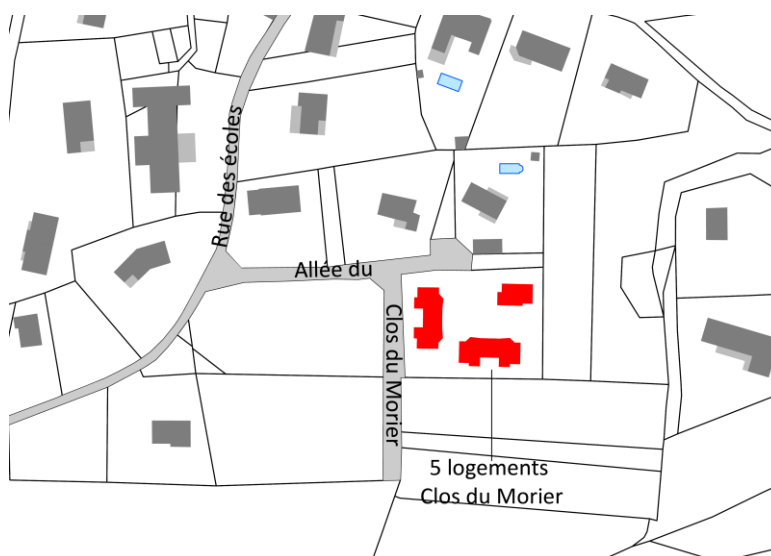 Rue des écoles
Allée du
Clos du Morier
5 logements
Clos du Morier